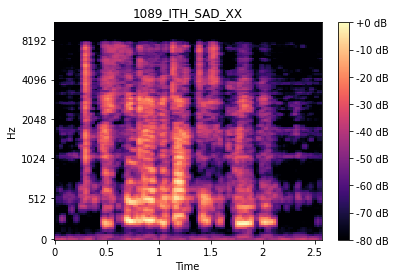 1089_ITH_SAD_XX
8192
4096
2048
1024
512
0
Hz
0
0.5
1
1.5
2
2.5
Time
+0 dB
-10 dB
-20 dB
-30 dB
-40 dB
-50 dB
-60 dB
-70 dB
-80 dB